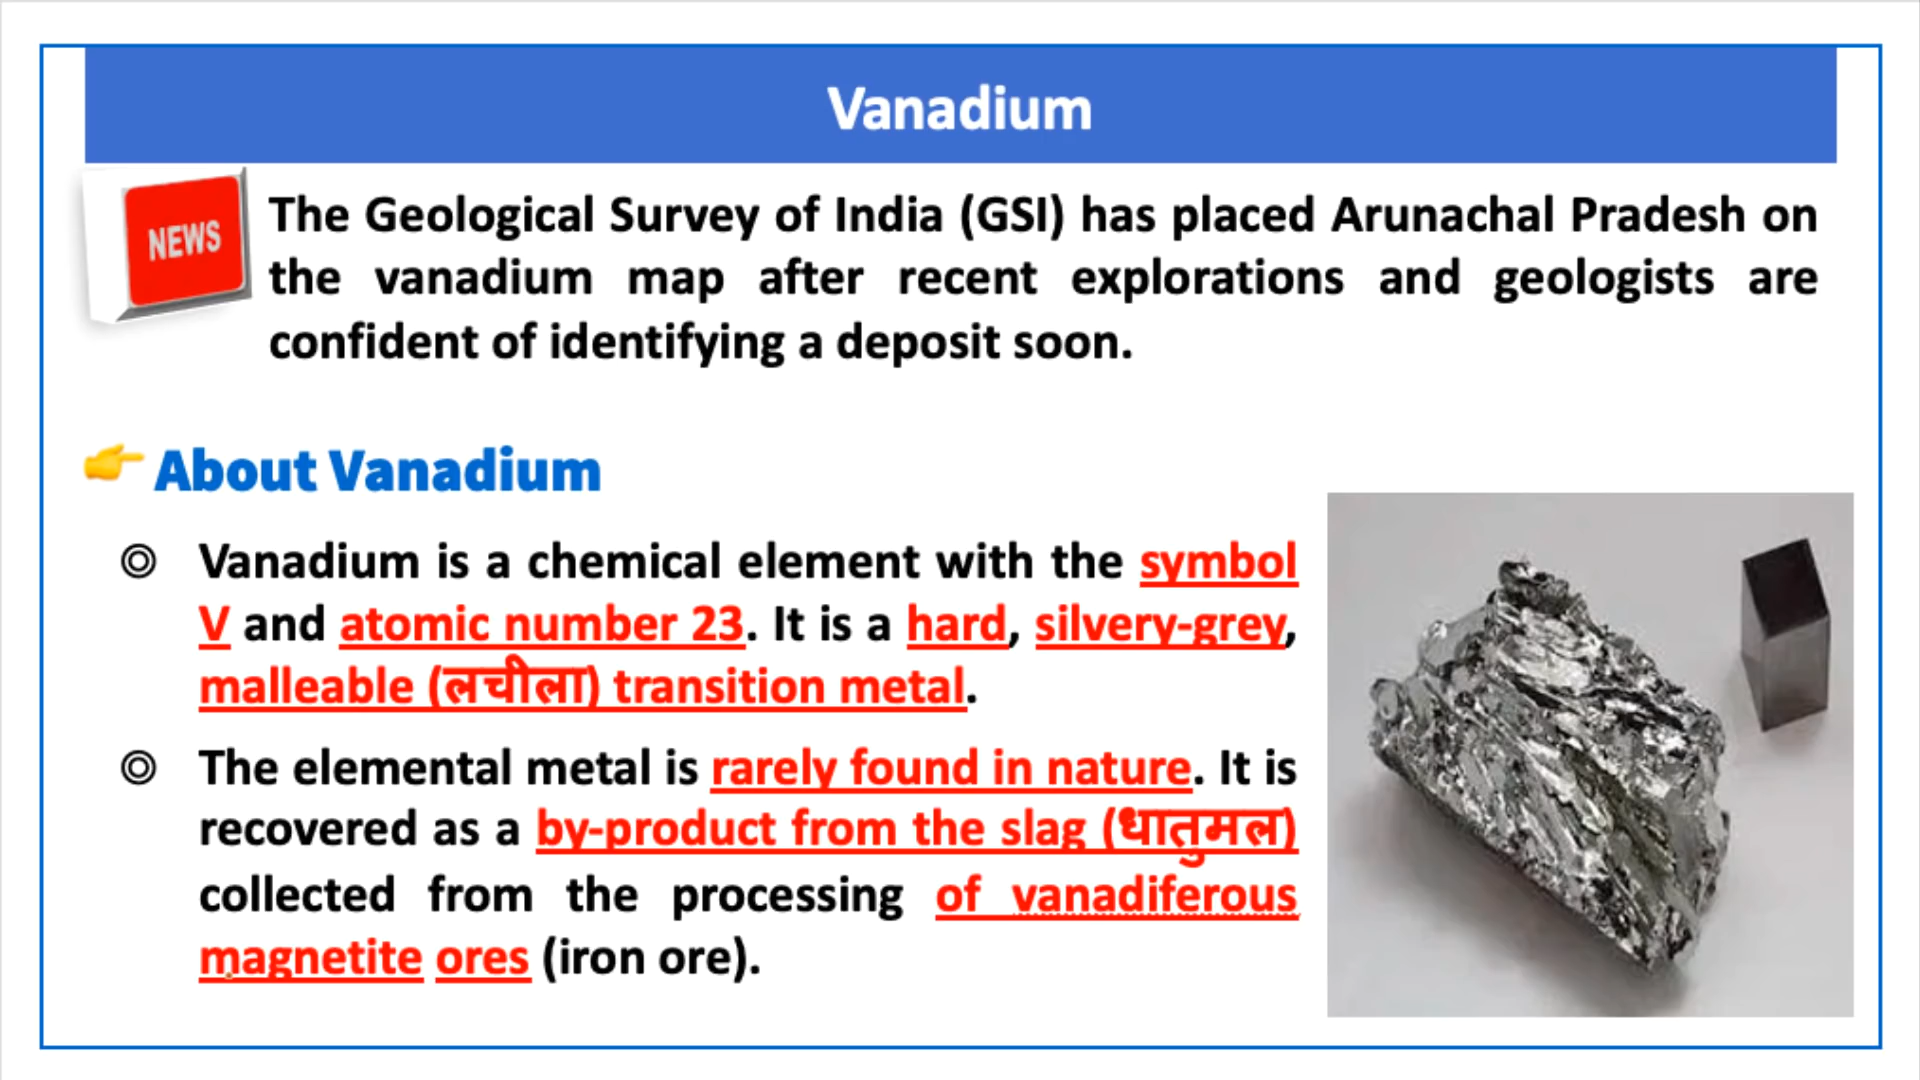 Vanadium
NEWS
The Geological Survey of India (GSI) has placed Arunachal Pradesh on
the vanadium map after recent explorations and geologists are
confident of identifying a deposit soon.
About Vanadium
Vanadium is a chemical element with the symbol
V and atomic number 23. It is a hard, silvery-grey,
malleable (लचीला) transition metal.
The elemental metal is rarely found in nature. It is
recovered as a by-product from the slag (धातुमल)
collected from the processing of vanadiferous
magnetite ores (iron ore).